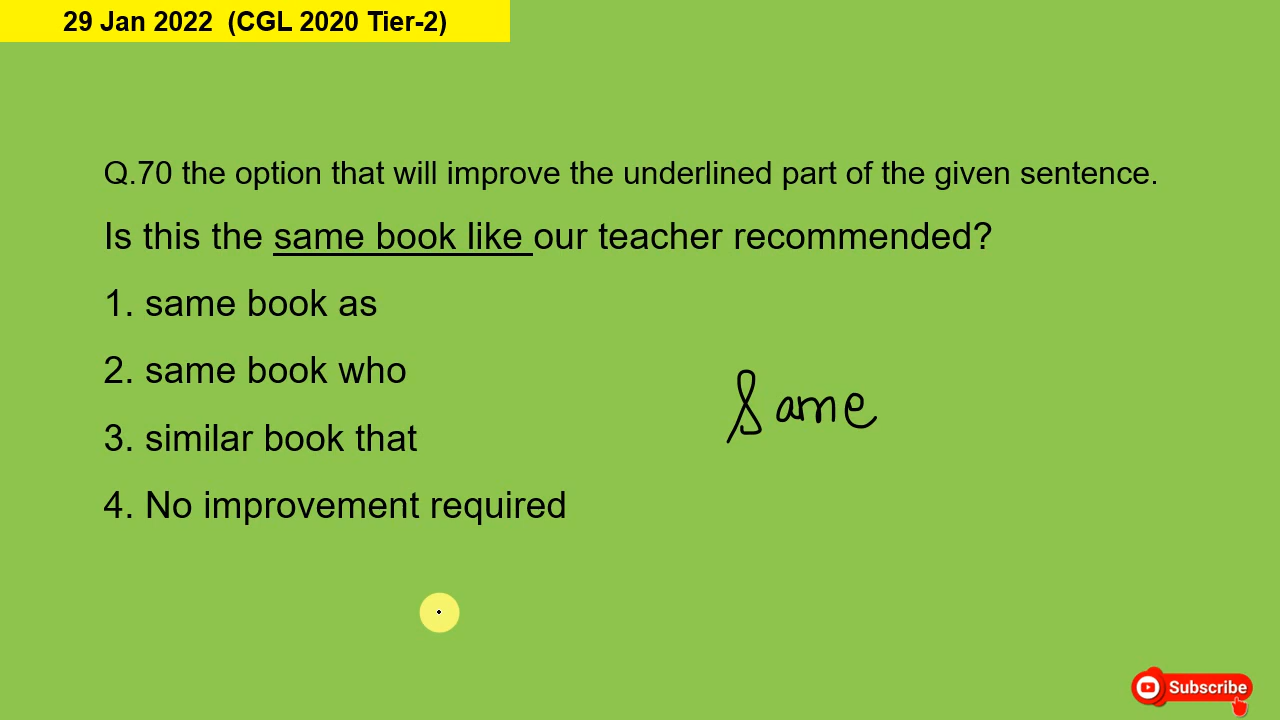 29 Jan 2022 (CGL 2020 Tier-2)
Q.70 the option that will improve the underlined part of the given sentence.
Is this the same book like our teacher recommended?
1. same book as
2. same book who
Same
3. similar book that
4. No improvement required
Subscribe